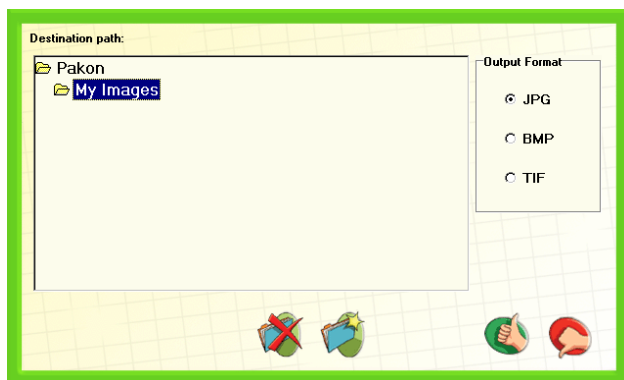 Destination path:
Pakon
My Images
Output Format
JPG
BMP
TIF